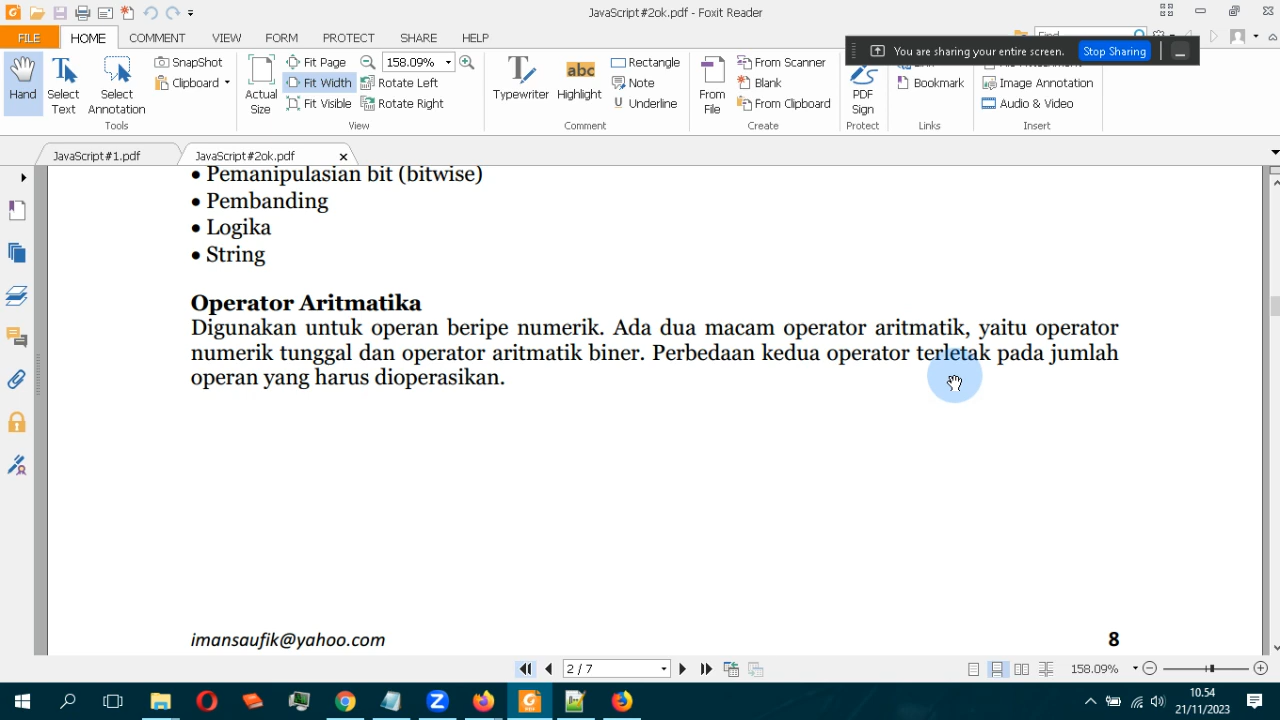 JavaScript#2ok.pdf - Foxit Reader
FILE HOME COMMENT VIEW FORM PROTECT SHARE HELP Find
You are sharing your entire screen. Stop Sharing
Hand
Select Text
Select Annotation
SnapShot
Clipboard
Tools
Actual Size
Fit Page
Fit Width
Fit Visible
158.09%
Rotate Left
Rotate Right
View
Typewriter
Highlight
Rectangle
Note
Underline
Comment
From File
From Scanner
Blank
From Clipboard
Create
PDF Sign
Protect
Bookmark
Links
Image Annotation
Audio & Video
Insert
JavaScript#1.pdf JavaScript#2ok.pdf
• Pemanipulasian bit (bitwise)
• Pembanding
• Logika
• String
Operator Aritmatika
Digunakan untuk operan beripe numerik. Ada dua macam operator aritmatik, yaitu operator
numerik tunggal dan operator aritmatik biner. Perbedaan kedua operator terletak pada jumlah
operan yang harus dioperasikan.
imansaufik@yahoo.com 8
2 / 7 158.09%
10.54
21/11/2023